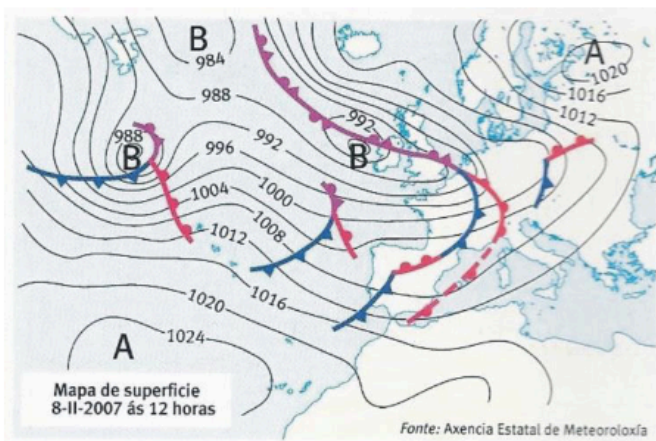 B
984
988
992
B
A
1020
1016
1012
988
B
992
996
1004
1000
1008
1012
1016
1020
1024
A
Mapa de superficie
8-II-2007 ás 12 horas
Fonte: Axencia Estatal de Meteoroloxía